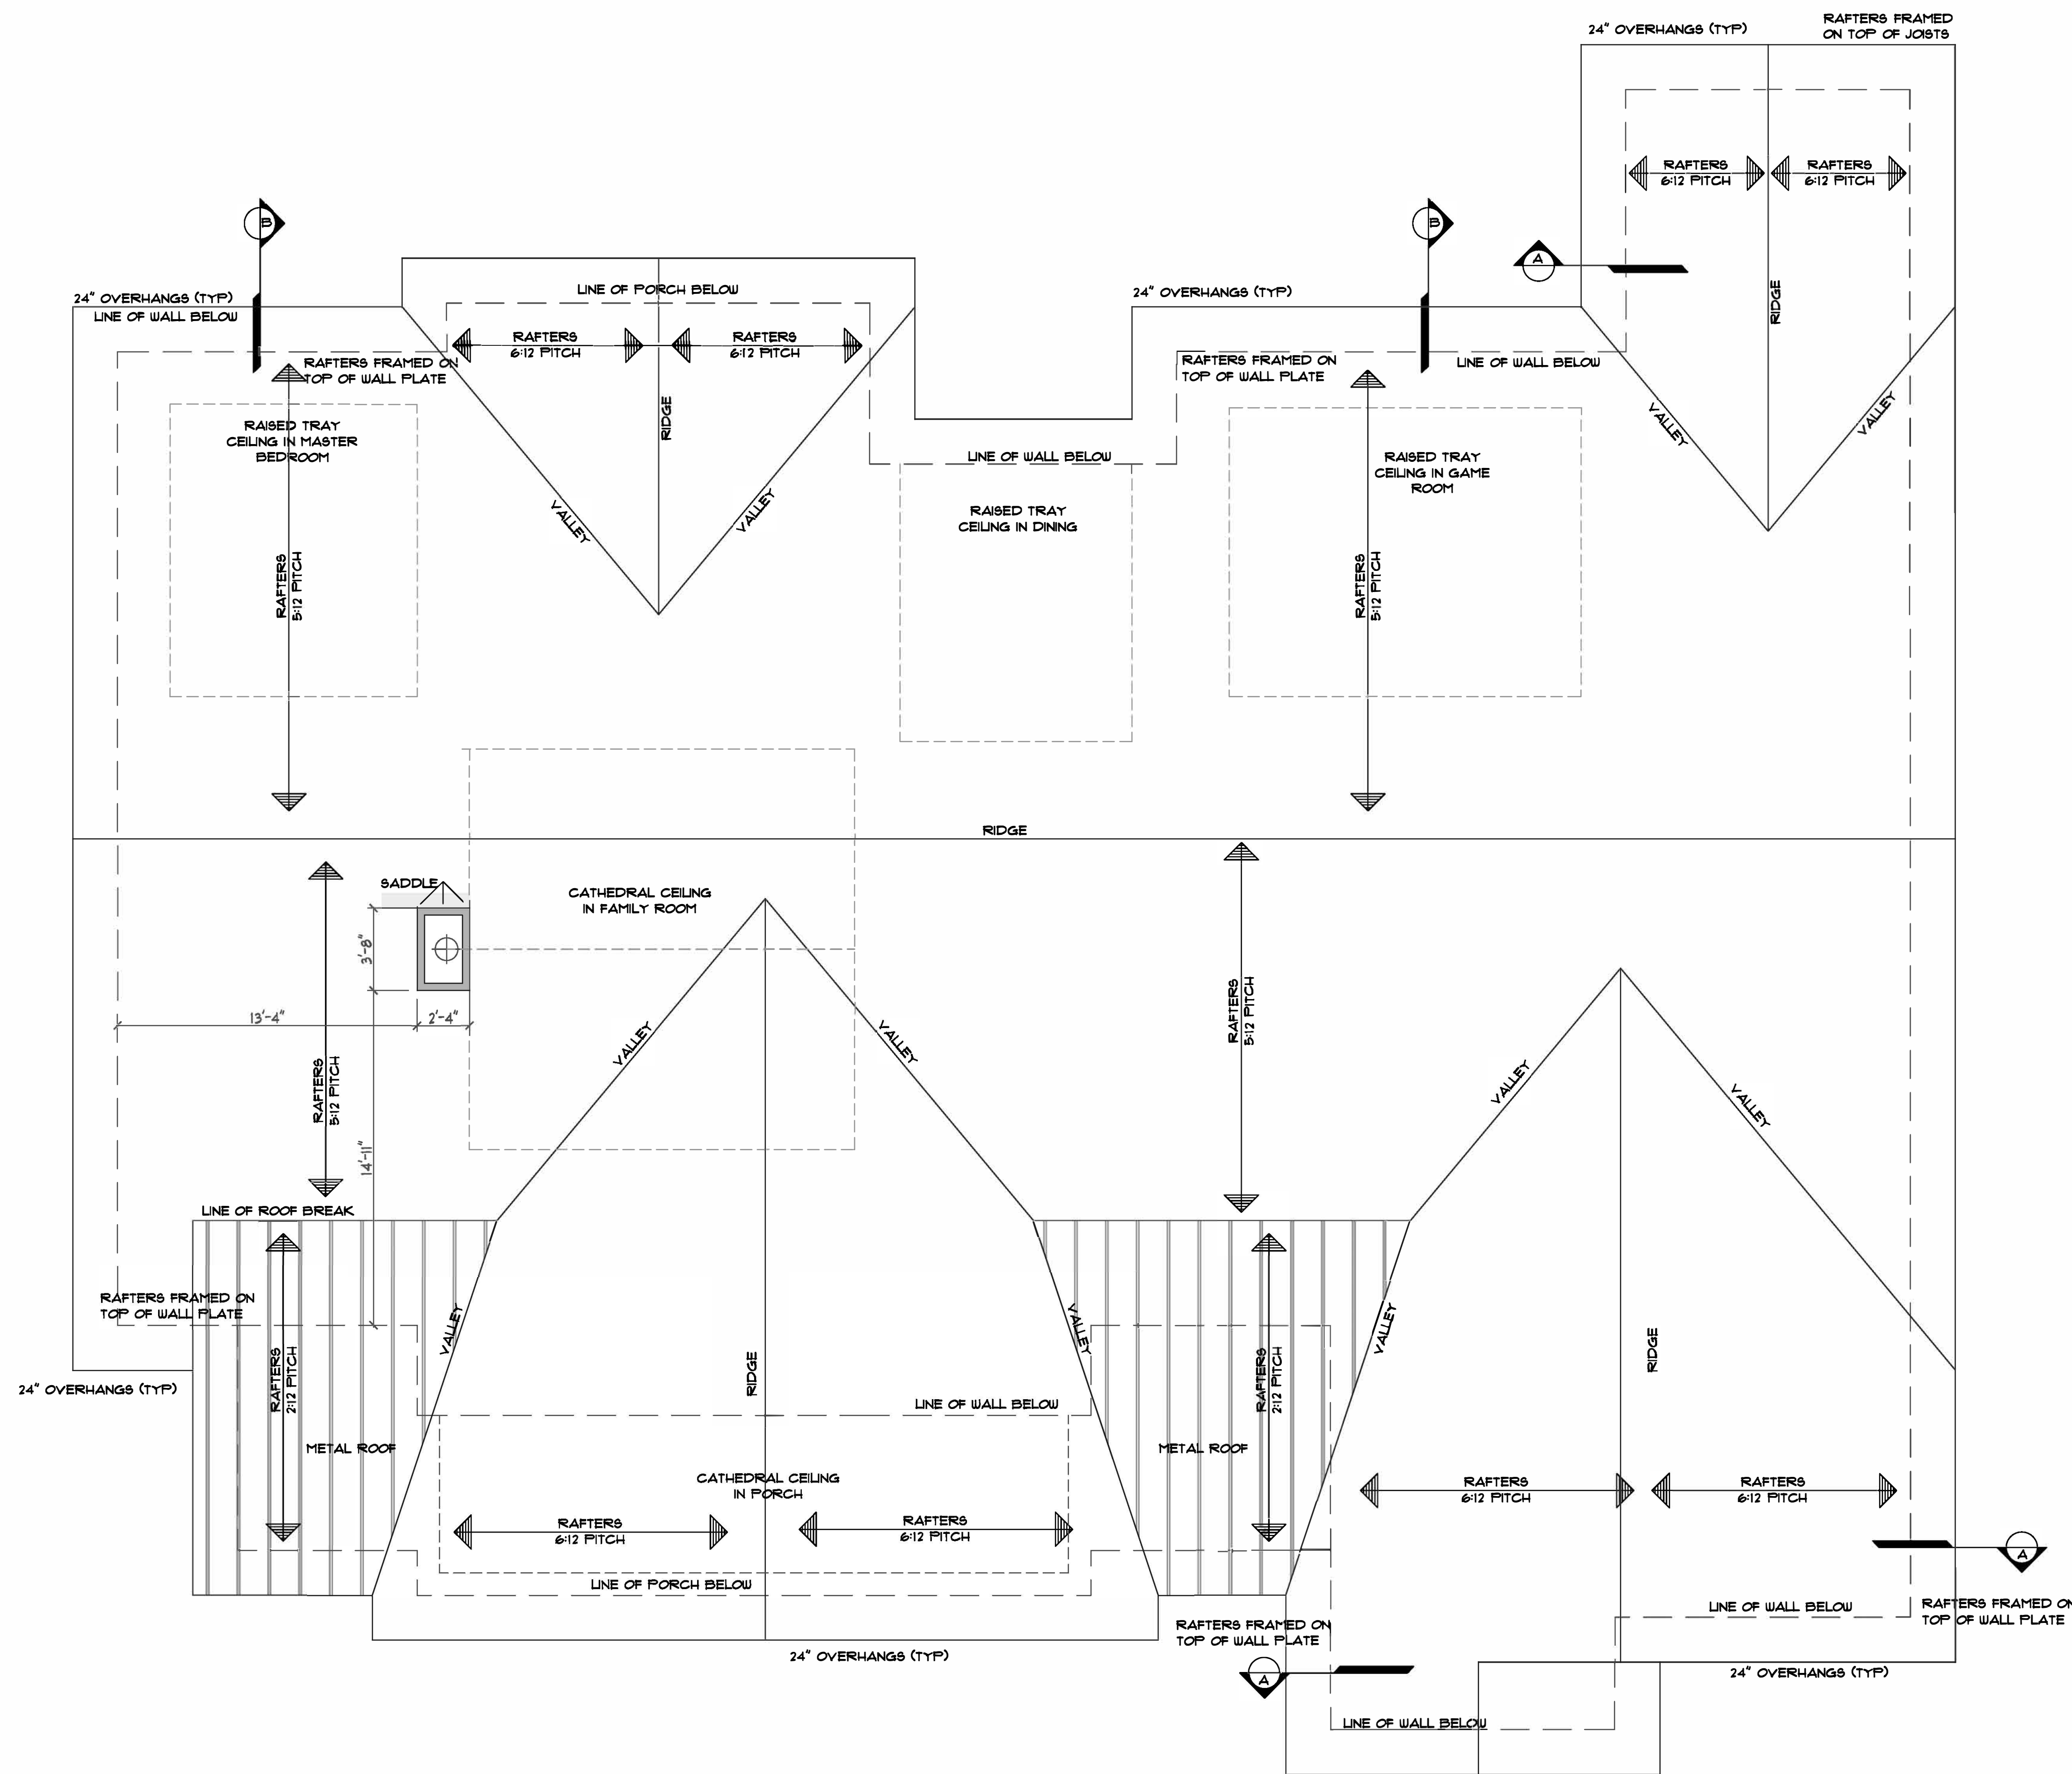 24" OVERHANGS (TYP)
RAFTERS FRAMED
ON TOP OF JOISTS
RAFTERS
6:12 PITCH
RAFTERS
6:12 PITCH
B
B
A
RIDGE
24" OVERHANGS (TYP)
LINE OF WALL BELOW
LINE OF PORCH BELOW
24" OVERHANGS (TYP)
RAFTERS
6:12 PITCH
RAFTERS
6:12 PITCH
RAFTERS FRAMED ON
TOP OF WALL PLATE
RAFTERS FRAMED ON
TOP OF WALL PLATE
LINE OF WALL BELOW
RIDGE
VALLEY
VALLEY
RAISED TRAY
CEILING IN MASTER
BEDROOM
LINE OF WALL BELOW
RAISED TRAY
CEILING IN GAME
ROOM
VALLEY
VALLEY
RAISED TRAY
CEILING IN DINING
RAFTERS
5:12 PITCH
RAFTERS
5:12 PITCH
RIDGE
SADDLE
CATHEDRAL CEILING
IN FAMILY ROOM
3'-8"
13'-4"
2'-4"
VALLEY
VALLEY
RAFTERS
5:12 PITCH
RAFTERS
5:12 PITCH
VALLEY
VALLEY
14'-11"
LINE OF ROOF BREAK
RAFTERS FRAMED ON
TOP OF WALL PLATE
VALLEY
VALLEY
VALLEY
RIDGE
RIDGE
RAFTERS
2:12 PITCH
RAFTERS
2:12 PITCH
24" OVERHANGS (TYP)
LINE OF WALL BELOW
METAL ROOF
METAL ROOF
CATHEDRAL CEILING
IN PORCH
RAFTERS
6:12 PITCH
RAFTERS
6:12 PITCH
RAFTERS
6:12 PITCH
RAFTERS
6:12 PITCH
A
LINE OF PORCH BELOW
LINE OF WALL BELOW
RAFTERS FRAMED ON
TOP OF WALL PLATE
RAFTERS FRAMED ON
TOP OF WALL PLATE
24" OVERHANGS (TYP)
A
24" OVERHANGS (TYP)
LINE OF WALL BELOW